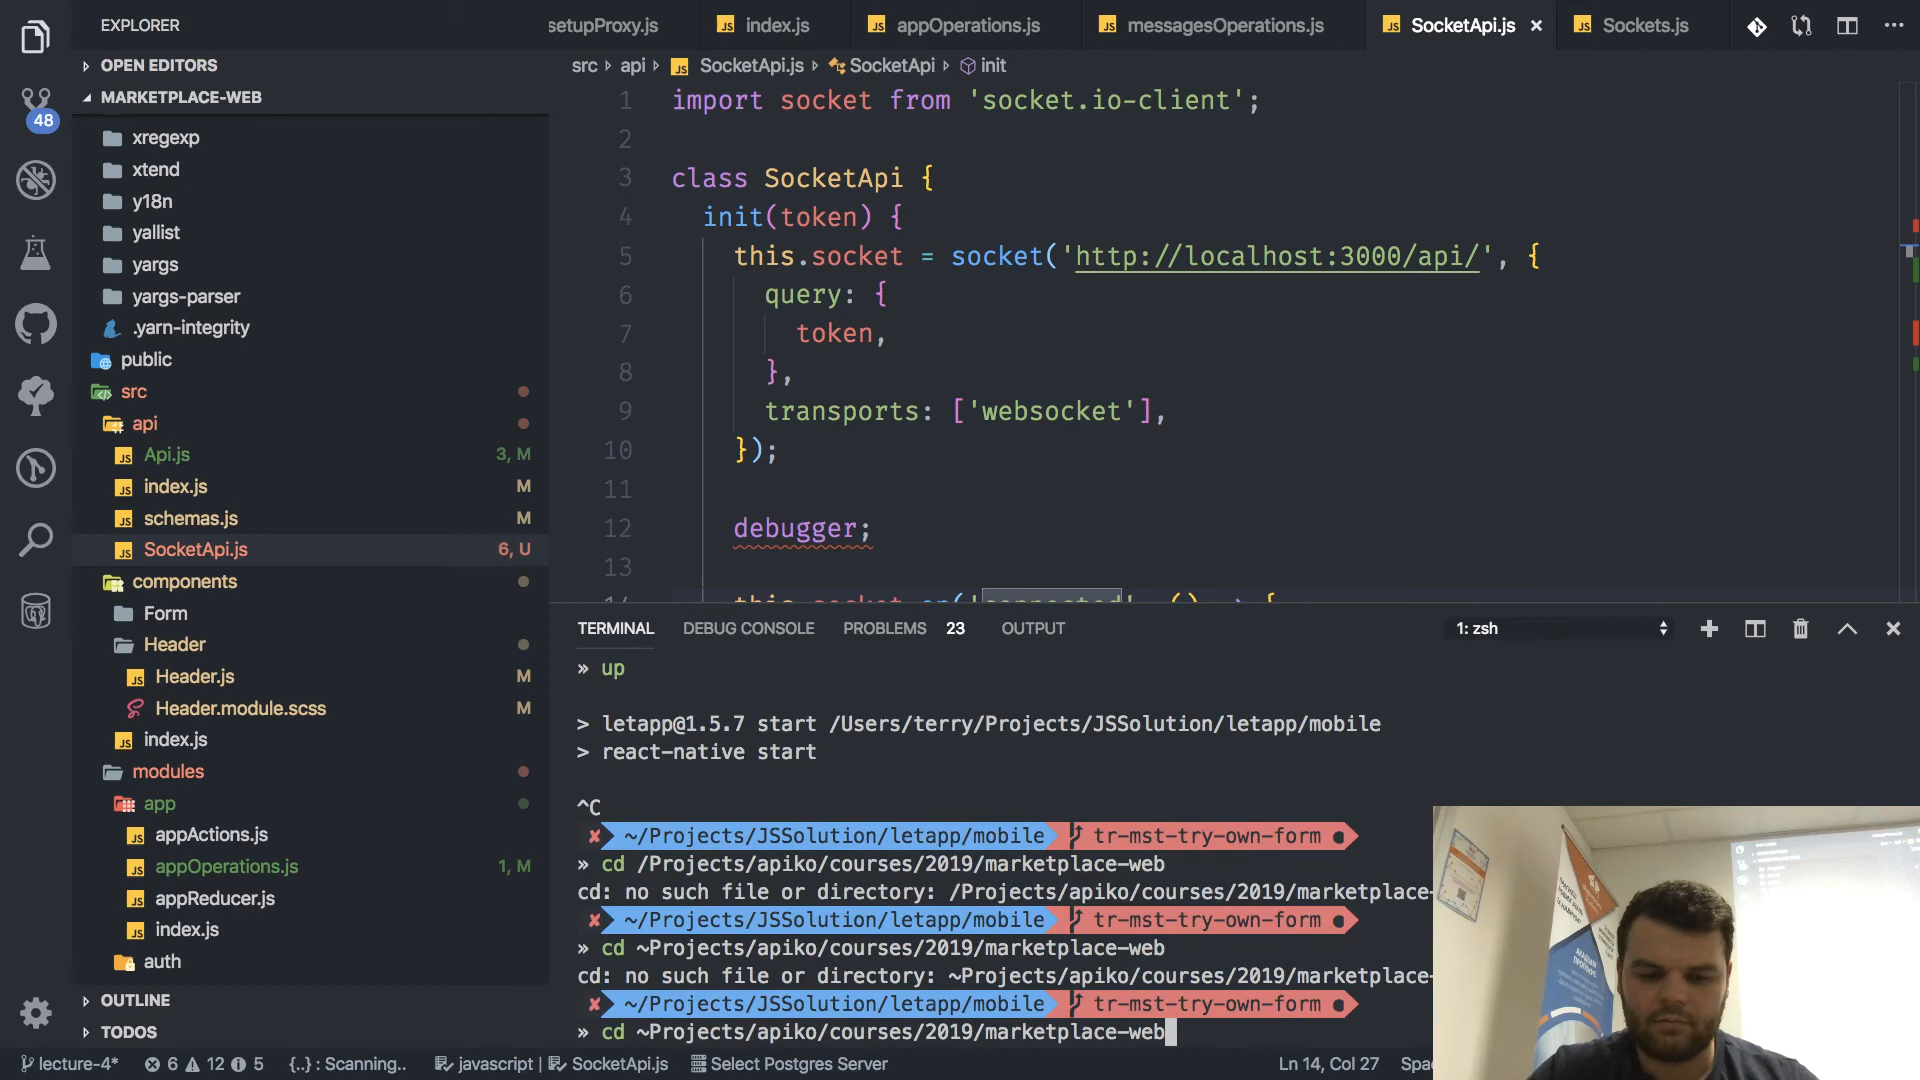 EXPLORER
setupProxy.js
index.js
appOperations.js
messagesOperations.js
SocketApi.js
Sockets.js
OPEN EDITORS
MARKETPLACE-WEB
48
xregexp
xtend
y18n
yallist
yargs
yargs-parser
.yarn-integrity
public
src
api
Api.js 3, M
index.js M
schemas.js M
SocketApi.js 6, U
components
Form
Header
Header.js M
Header.module.scss M
index.js
modules
app
appActions.js
appOperations.js 1, M
appReducer.js
index.js
auth
OUTLINE
TODOS
src › api › JS SocketApi.js › SocketApi › init
1 import socket from 'socket.io-client';
2
3 class SocketApi {
4 init(token) {
5 this.socket = socket('http://localhost:3000/api/', {
6 query: {
7 token,
8 },
9 transports: ['websocket'],
10 });
11
12 debugger;
13
14 this.socket.on('connected', () => {
TERMINAL DEBUG CONSOLE PROBLEMS 23 OUTPUT 1: zsh
» up
> letapp@1.5.7 start /Users/terry/Projects/JSSolution/letapp/mobile
> react-native start
^C
✘ ~/Projects/JSSolution/letapp/mobile tr-mst-try-own-form ●
» cd /Projects/apiko/courses/2019/marketplace-web
cd: no such file or directory: /Projects/apiko/courses/2019/marketplace-
✘ ~/Projects/JSSolution/letapp/mobile tr-mst-try-own-form ●
» cd ~Projects/apiko/courses/2019/marketplace-web
cd: no such file or directory: ~Projects/apiko/courses/2019/marketplace-
✘ ~/Projects/JSSolution/letapp/mobile tr-mst-try-own-form ●
» cd ~Projects/apiko/courses/2019/marketplace-web
lecture-4* 6 12 5 {..} : Scanning.. javascript | SocketApi.js Select Postgres Server Ln 14, Col 27 Spac